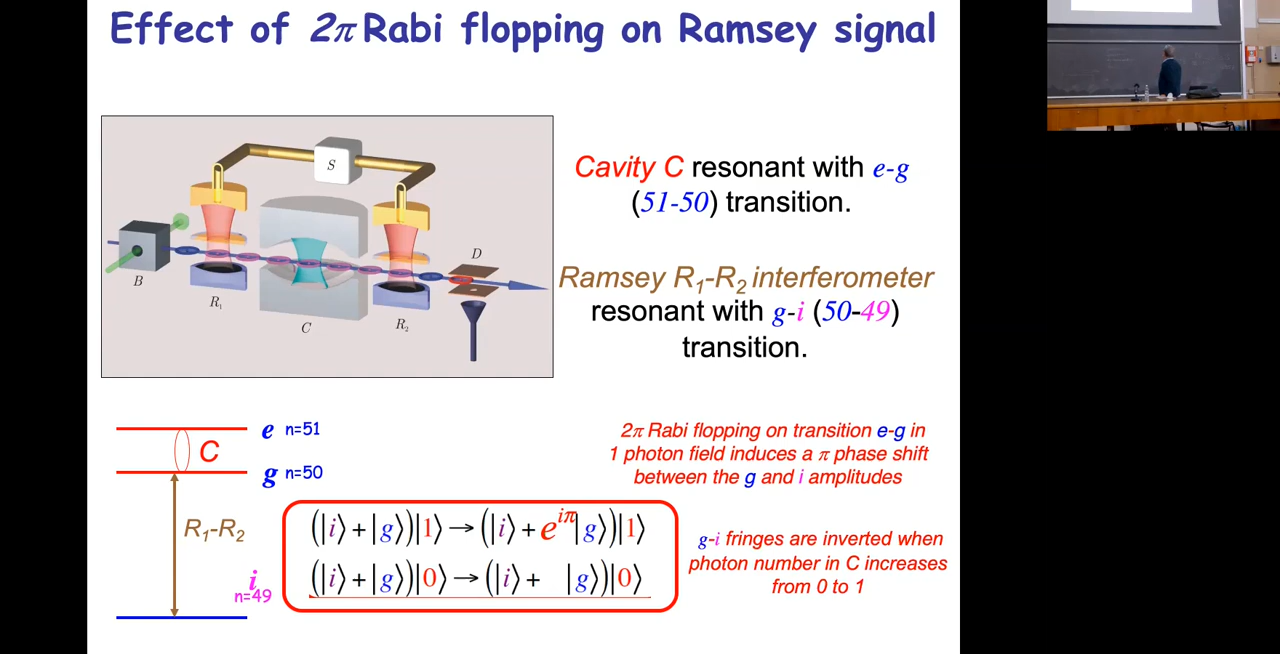 Effect of 2π Rabi flopping on Ramsey signal
S
B
R₁
C
R₂
D
Cavity C resonant with e-g
(51-50) transition.
Ramsey R₁-R₂ interferometer
resonant with g-i (50-49)
transition.
e n=51
C
g n=50
R₁-R₂
i
n=49
2π Rabi flopping on transition e-g in
1 photon field induces a π phase shift
between the g and i amplitudes
(|i⟩+|g⟩)|1⟩→(|i⟩+e^{iπ}|g⟩)|1⟩
(|i⟩+|g⟩)|0⟩→(|i⟩+ |g⟩)|0⟩
g-i fringes are inverted when
photon number in C increases
from 0 to 1